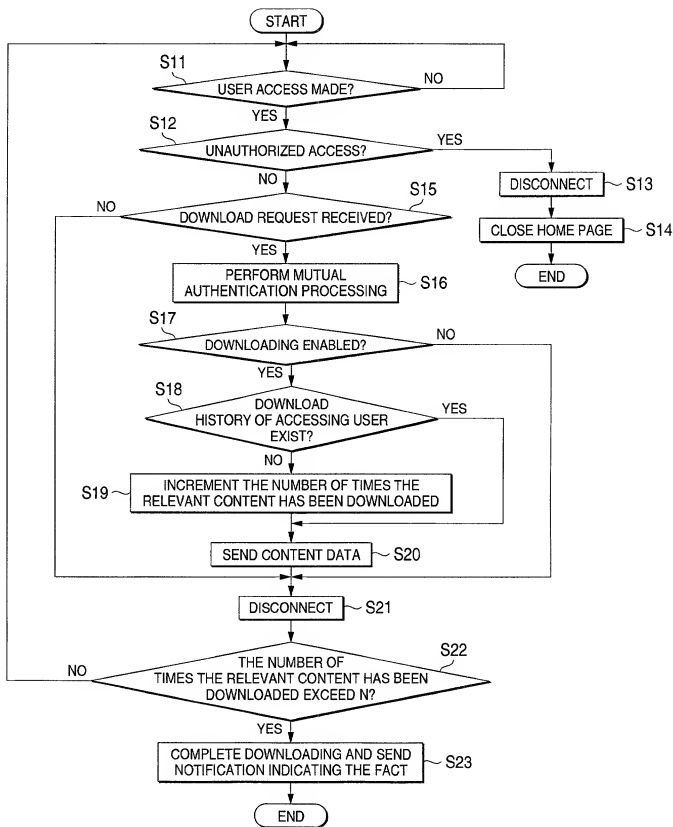 START
S11
USER ACCESS MADE?
NO
YES
S12
UNAUTHORIZED ACCESS?
YES
NO
DISCONNECT
S13
S15
NO
DOWNLOAD REQUEST RECEIVED?
CLOSE HOME PAGE
S14
YES
PERFORM MUTUAL
AUTHENTICATION PROCESSING
S16
END
S17
DOWNLOADING ENABLED?
NO
YES
S18
DOWNLOAD
HISTORY OF ACCESSING USER
EXIST?
YES
NO
S19
INCREMENT THE NUMBER OF TIMES THE
RELEVANT CONTENT HAS BEEN DOWNLOADED
SEND CONTENT DATA
S20
DISCONNECT
S21
S22
NO
THE NUMBER OF
TIMES THE RELEVANT CONTENT HAS BEEN
DOWNLOADED EXCEED N?
YES
COMPLETE DOWNLOADING AND SEND
NOTIFICATION INDICATING THE FACT
S23
END